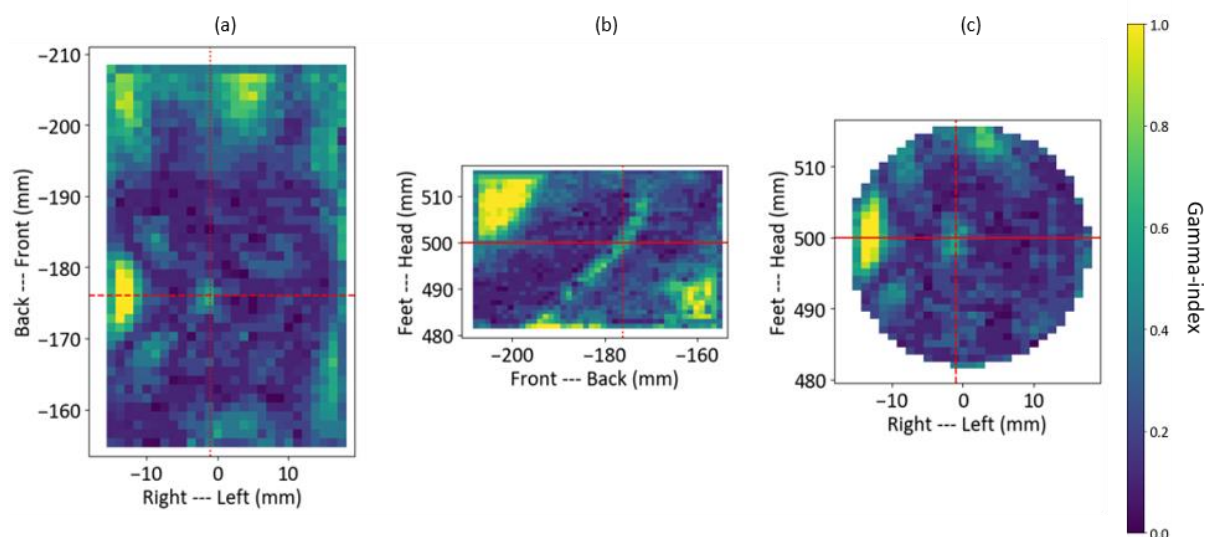 (a)
(b)
(c)
Back --- Front (mm)
−210
−200
−190
−180
−170
−160
−10
0
10
Right --- Left (mm)
Feet --- Head (mm)
510
500
490
480
−200
−180
−160
Front --- Back (mm)
Feet --- Head (mm)
510
500
490
480
−10
0
10
Right --- Left (mm)
1.0
0.8
0.6
0.4
0.2
0.0
Gamma-index